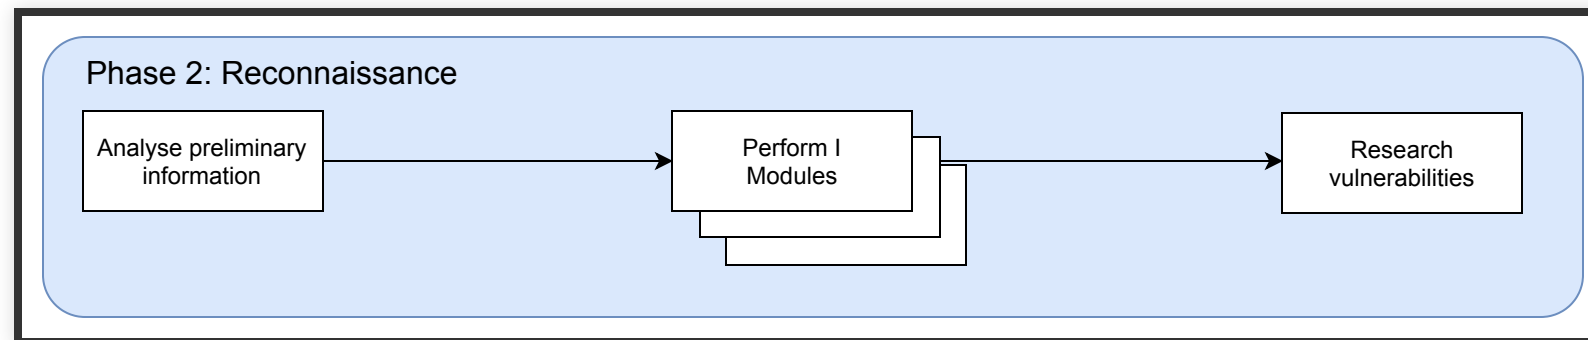 Phase 2: Reconnaissance
Analyse preliminary
information
Perform I
Modules
Research
vulnerabilities